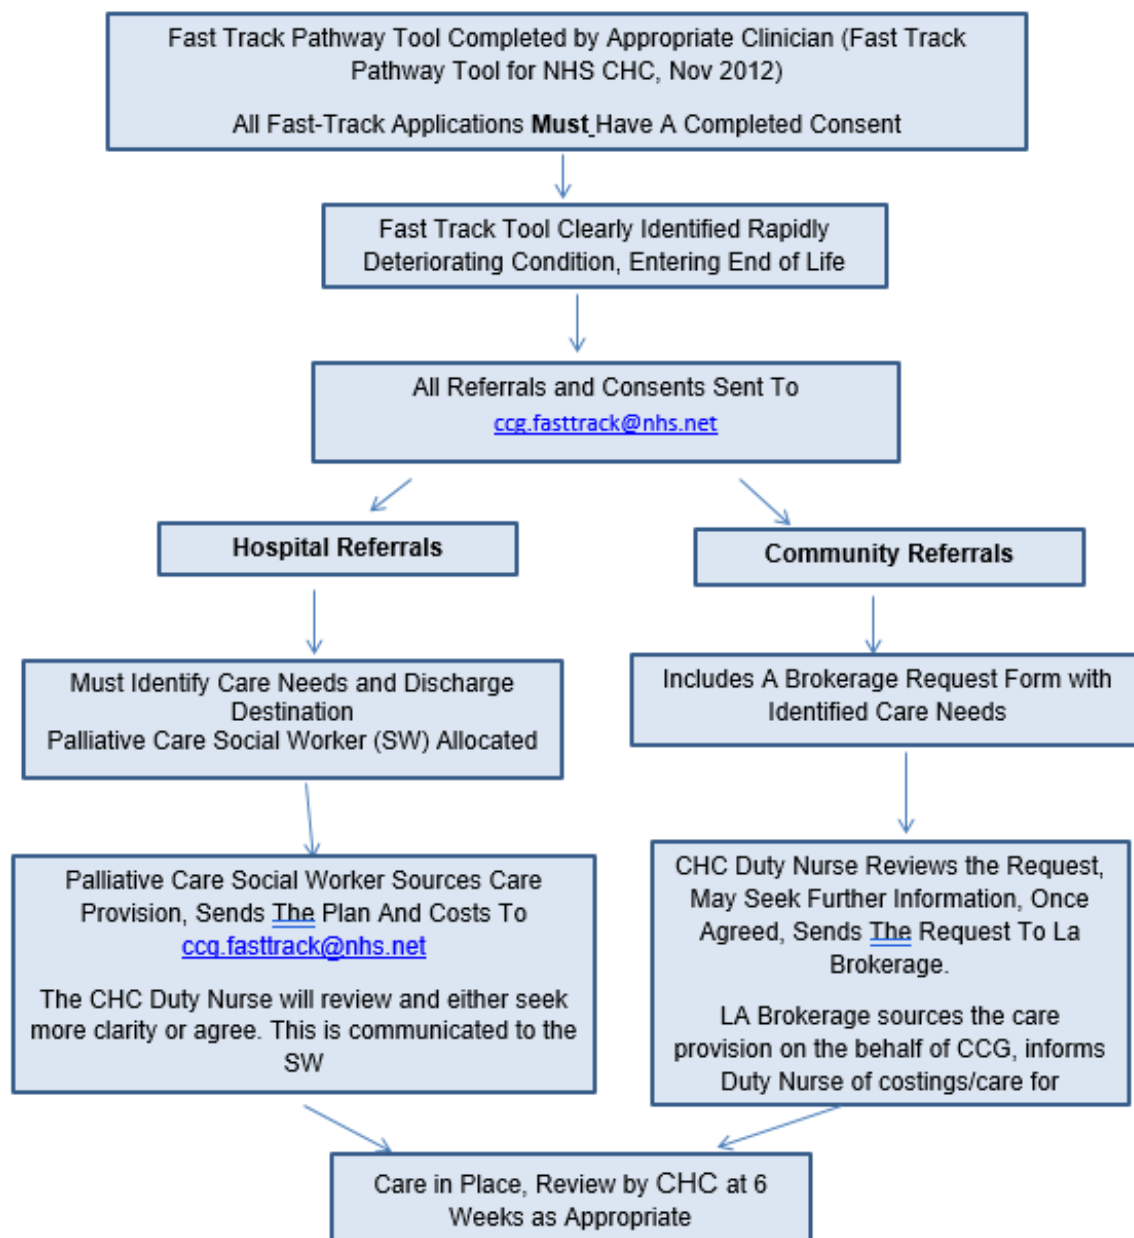 Fast Track Pathway Tool Completed by Appropriate Clinician (Fast Track
Pathway Tool for NHS CHC, Nov 2012)
All Fast-Track Applications Must Have A Completed Consent
Fast Track Tool Clearly Identified Rapidly
Deteriorating Condition, Entering End of Life
All Referrals and Consents Sent To
ccg.fasttrack@nhs.net
Hospital Referrals
Must Identify Care Needs and Discharge
Destination
Palliative Care Social Worker (SW) Allocated
Palliative Care Social Worker Sources Care
Provision, Sends The Plan And Costs To
ccg.fasttrack@nhs.net
The CHC Duty Nurse will review and either seek
more clarity or agree. This is communicated to the
SW
Community Referrals
Includes A Brokerage Request Form with
Identified Care Needs
CHC Duty Nurse Reviews the Request,
May Seek Further Information, Once
Agreed, Sends The Request To La
Brokerage.
LA Brokerage sources the care
provision on the behalf of CCG, informs
Duty Nurse of costings/care for
Care in Place, Review by CHC at 6
Weeks as Appropriate